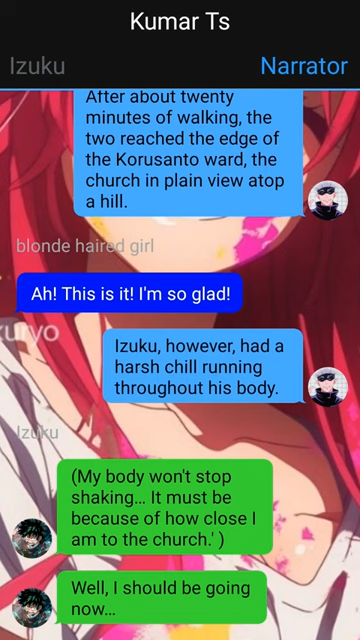 Kumar Ts
Izuku
Narrator
After about twenty
minutes of walking, the
two reached the edge of
the Korusanto ward, the
church in plain view atop
a hill.
blonde haired girl
Ah! This is it! I'm so glad!
kuryo
Izuku, however, had a
harsh chill running
throughout his body.
Izuku
(My body won't stop
shaking... It must be
because of how close I
am to the church.' )
Well, I should be going
now...